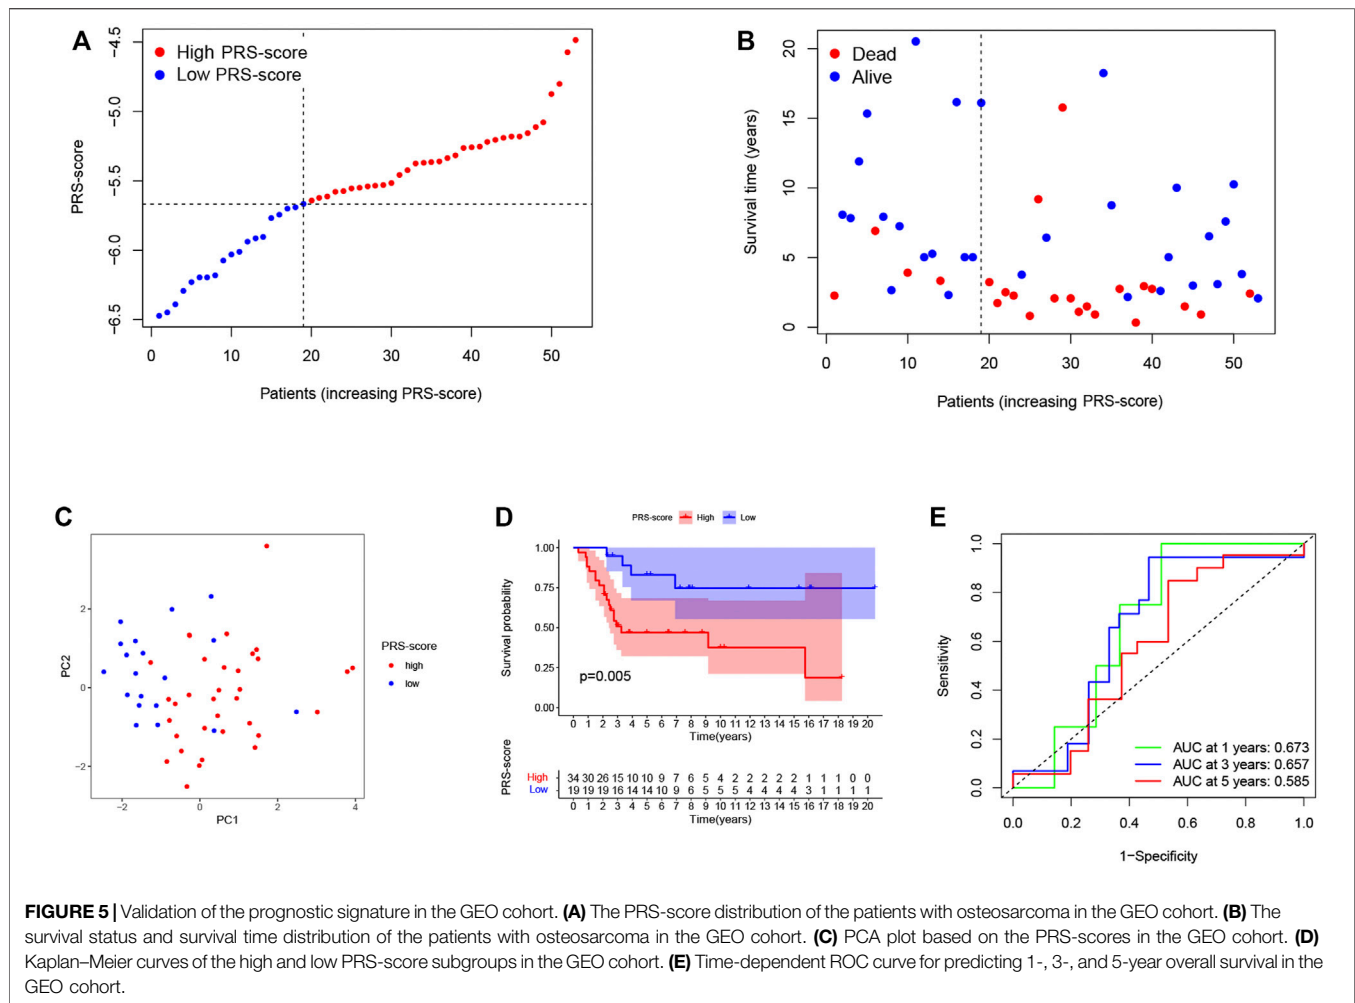 A
High PRS-score
Low PRS-score
PRS-score
−4.5
−5.0
−5.5
−6.0
−6.5
0 10 20 30 40 50
Patients (increasing PRS-score)
B
Dead
Alive
Survival time (years)
20
15
10
5
0
0 10 20 30 40 50
Patients (increasing PRS-score)
C
PC2
2
0
−2
−2 0 2 4
PC1
PRS-score
high
low
D
PRS-score High Low
Survival probability
1.00
0.75
0.50
0.25
0.00
p=0.005
0 1 2 3 4 5 6 7 8 9 10 11 12 13 14 15 16 17 18 19 20
Time(years)
PRS-score
High 34 30 26 15 10 10 9 7 6 5 4 2 2 2 2 2 1 1 1 0 0
Low 19 19 19 16 14 14 10 9 6 5 5 5 4 4 4 4 3 1 1 1 1
0 1 2 3 4 5 6 7 8 9 10 11 12 13 14 15 16 17 18 19 20
Time(years)
E
Sensitivity
1.0
0.8
0.6
0.4
0.2
0.0
AUC at 1 years: 0.673
AUC at 3 years: 0.657
AUC at 5 years: 0.585
0.0 0.2 0.4 0.6 0.8 1.0
1−Specificity
FIGURE 5 | Validation of the prognostic signature in the GEO cohort. (A) The PRS-score distribution of the patients with osteosarcoma in the GEO cohort. (B) The
survival status and survival time distribution of the patients with osteosarcoma in the GEO cohort. (C) PCA plot based on the PRS-scores in the GEO cohort. (D)
Kaplan–Meier curves of the high and low PRS-score subgroups in the GEO cohort. (E) Time-dependent ROC curve for predicting 1-, 3-, and 5-year overall survival in the
GEO cohort.